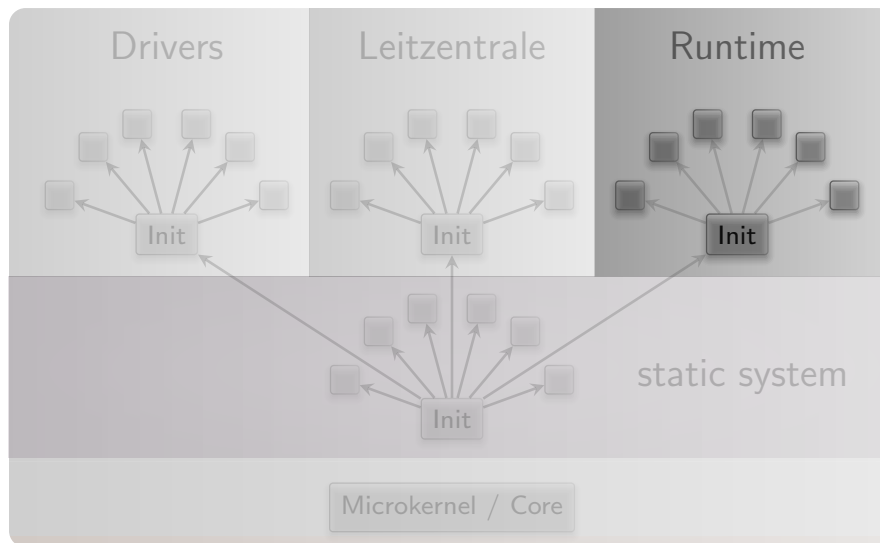 Drivers
Leitzentrale
Runtime
Init
Init
Init
static system
Init
Microkernel / Core